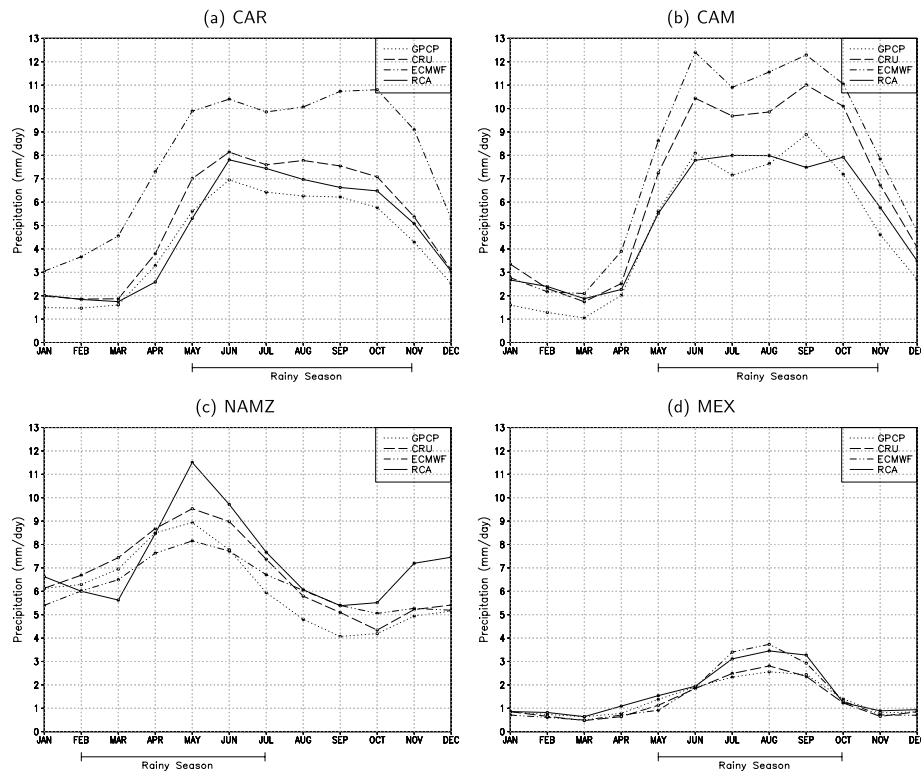 (a) CAR
Precipitation (mm/day)
13
12
11
10
9
8
7
6
5
4
3
2
1
0
GPCP
CRU
ECMWF
RCA
JAN FEB MAR APR MAY JUN JUL AUG SEP OCT NOV DEC
Rainy Season
(b) CAM
Precipitation (mm/day)
13
12
11
10
9
8
7
6
5
4
3
2
1
0
GPCP
CRU
ECMWF
RCA
JAN FEB MAR APR MAY JUN JUL AUG SEP OCT NOV DEC
Rainy Season
(c) NAMZ
Precipitation (mm/day)
13
12
11
10
9
8
7
6
5
4
3
2
1
0
GPCP
CRU
ECMWF
RCA
JAN FEB MAR APR MAY JUN JUL AUG SEP OCT NOV DEC
Rainy Season
(d) MEX
Precipitation (mm/day)
13
12
11
10
9
8
7
6
5
4
3
2
1
0
GPCP
CRU
ECMWF
RCA
JAN FEB MAR APR MAY JUN JUL AUG SEP OCT NOV DEC
Rainy Season